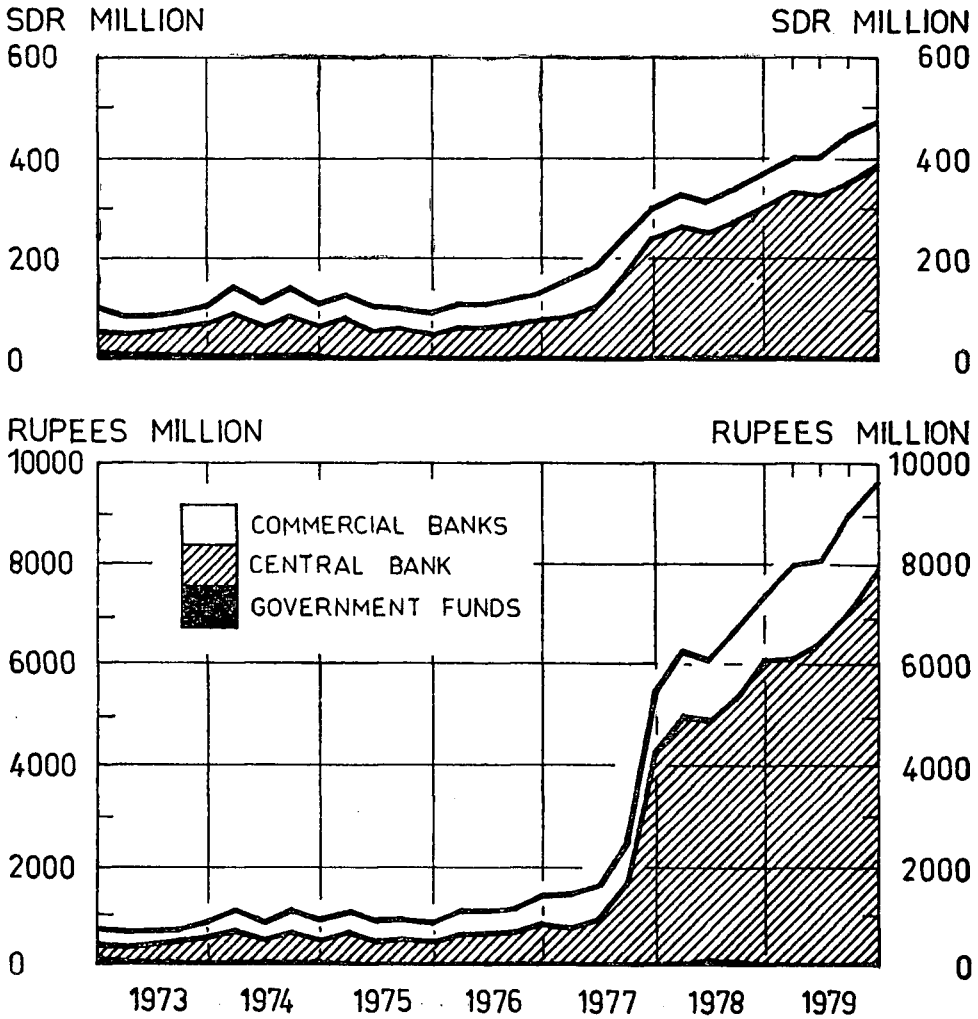 SDR MILLION SDR MILLION
600 600
400 400
200 200
0 0
RUPEES MILLION RUPEES MILLION
10000 10000
COMMERCIAL BANKS
8000 CENTRAL BANK 8000
GOVERNMENT FUNDS
6000 6000
4000 4000
2000 2000
0 0
1973 1974 1975 1976 1977 1978 1979